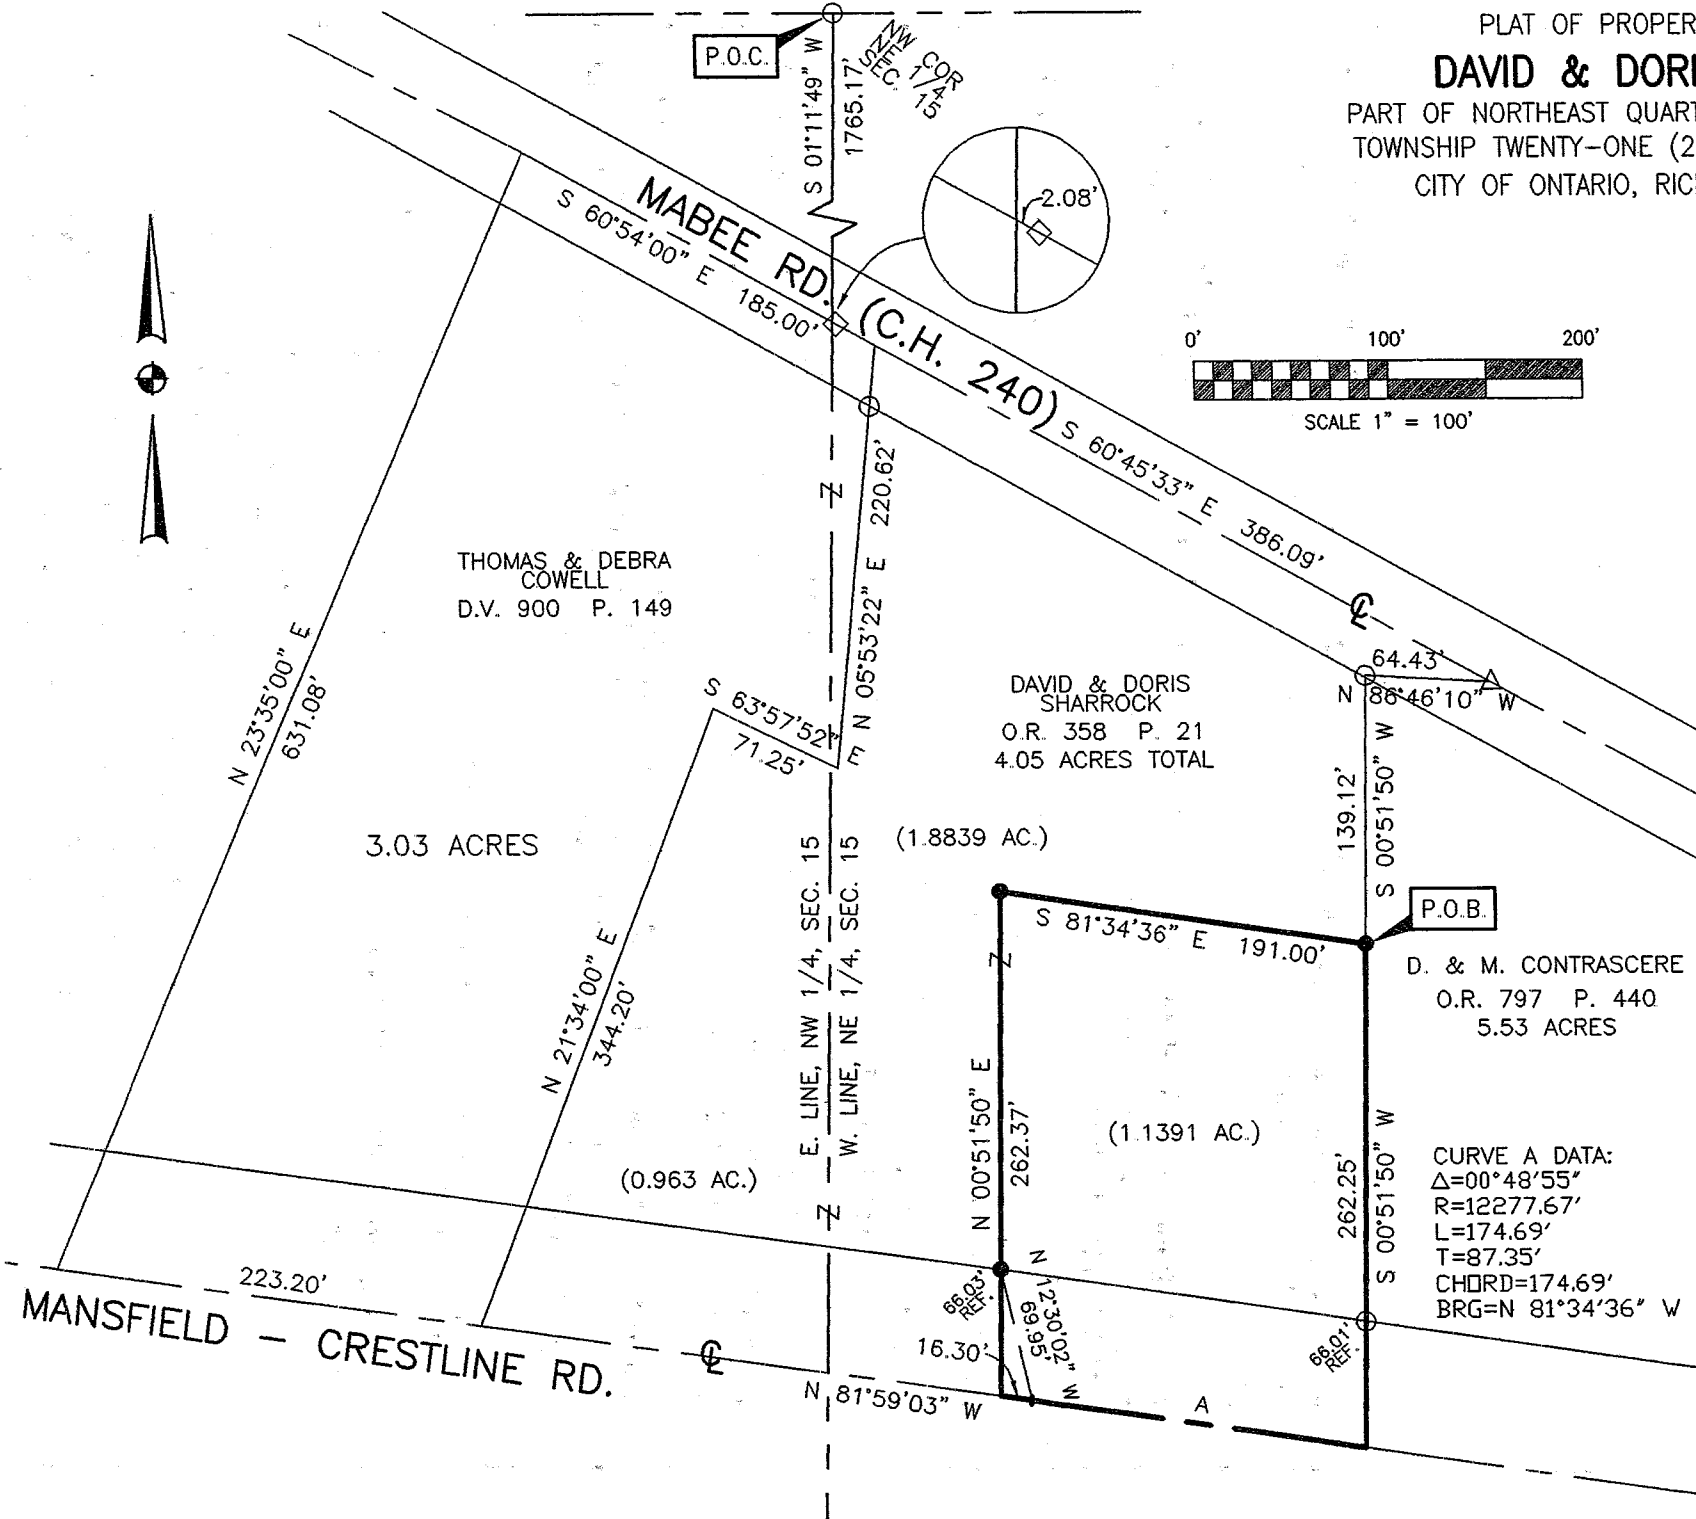 PLAT OF PROPER
DAVID & DORI
PART OF NORTHEAST QUART
TOWNSHIP TWENTY-ONE (2
CITY OF ONTARIO, RIC
P.O.C.
S 01°11'49" W
1765.17'
NW COR
NE 1/4
SEC. 15
2.08'
MABEE RD. (C.H. 240)
S 60°54'00" E 185.00'
0' 100' 200'
SCALE 1" = 100'
S 60°45'33" E 386.09'
N 05°53'22" E 220.62'
THOMAS & DEBRA
COWELL
D.V. 900 P. 149
N 23°35'00" E
631.08'
S 63°57'52" E
71.25'
DAVID & DORIS
SHARROCK
O.R. 358 P. 21
4.05 ACRES TOTAL
64.43'
N 86°46'10" W
139.12'
S 00°51'50" W
3.03 ACRES
(1.8839 AC.)
E. LINE, NW 1/4, SEC. 15
W. LINE, NE 1/4, SEC. 15
N 21°34'00" E
344.20'
S 81°34'36" E 191.00'
P.O.B.
D. & M. CONTRASCERE
O.R. 797 P. 440
5.53 ACRES
N 00°51'50" E
262.37'
(1.1391 AC.)
262.25'
S 00°51'50" W
(0.963 AC.)
CURVE A DATA:
Δ=00°48'55"
R=12277.67'
L=174.69'
T=87.35'
CHORD=174.69'
BRG=N 81°34'36" W
223.20'
MANSFIELD - CRESTLINE RD.
66.03'
REF.
N 12°30'02" W
69.95'
16.30'
66.01'
REF.
N 81°59'03" W
A